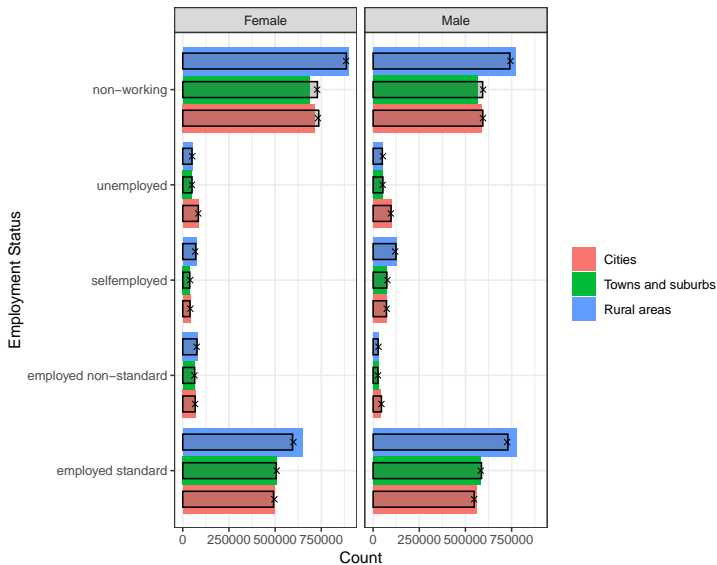 Female
Male
non−working
unemployed
selfemployed
employed non−standard
employed standard
Employment Status
0
250000
500000
750000
0
250000
500000
750000
Count
Cities
Towns and suburbs
Rural areas